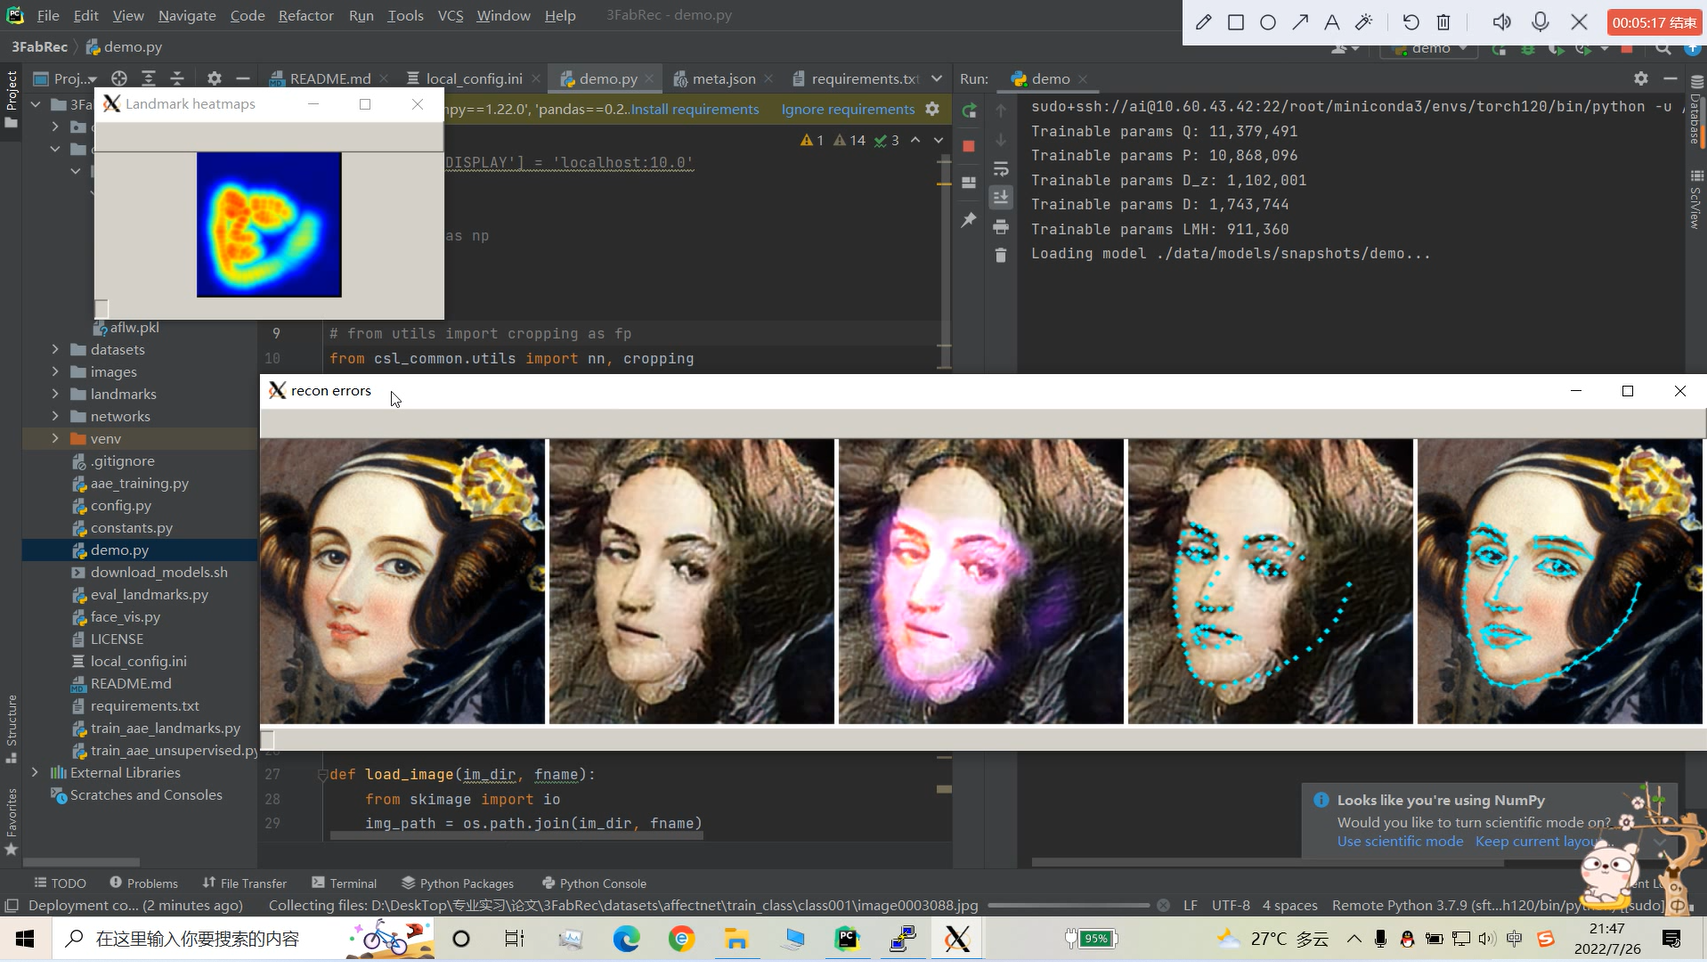 File Edit View Navigate Code Refactor Run Tools VCS Window Help 3FabRec - demo.py
00:05:17 结束
3FabRec demo.py
demo
Project
Proj...
README.md
local_config.ini
demo.py
meta.json
requirements.txt
Run: demo
Landmark heatmaps
npy==1.22.0', 'pandas==0.2...Install requirements Ignore requirements
1 14 3
DISPLAY'] = 'localhost:10.0'
as np
9 # from utils import cropping as fp
10 from csl_common.utils import nn, cropping
sudo+ssh://ai@10.60.43.42:22/root/miniconda3/envs/torch120/bin/python -u
Trainable params Q: 11,379,491
Trainable params P: 10,868,096
Trainable params D_z: 1,102,001
Trainable params D: 1,743,744
Trainable params LMH: 911,360
Loading model ./data/models/snapshots/demo...
Database
SciView
aflw.pkl
datasets
images
landmarks
networks
venv
.gitignore
aae_training.py
config.py
constants.py
demo.py
download_models.sh
eval_landmarks.py
face_vis.py
LICENSE
local_config.ini
README.md
requirements.txt
train_aae_landmarks.py
train_aae_unsupervised.py
External Libraries
Scratches and Consoles
Structure
Favorites
recon errors
27 def load_image(im_dir, fname):
28 from skimage import io
29 img_path = os.path.join(im_dir, fname)
Looks like you're using NumPy
Would you like to turn scientific mode on?
Use scientific mode Keep current layou
TODO Problems File Transfer Terminal Python Packages Python Console
Deployment co... (2 minutes ago) Collecting files: D:\DeskTop\专业实习\论文\3FabRec\datasets\affectnet\train_class\class001\image0003088.jpg LF UTF-8 4 spaces Remote Python 3.7.9 (sft...h120/bin/pyth
在这里输入你要搜索的内容
95%
27°C 多云
中
21:47
2022/7/26